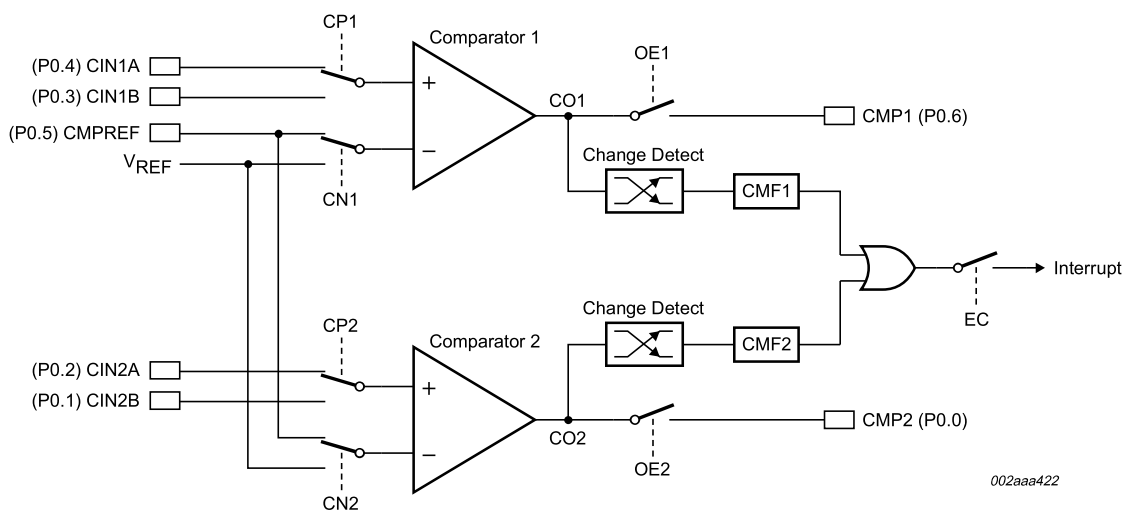 CP1
Comparator 1
OE1
(P0.4) CIN1A
(P0.3) CIN1B
(P0.5) CMPREF
VREF
+
−
CN1
CO1
CMP1 (P0.6)
Change Detect
CMF1
Interrupt
EC
Change Detect
CMF2
CP2
Comparator 2
(P0.2) CIN2A
(P0.1) CIN2B
+
−
CN2
CO2
OE2
CMP2 (P0.0)
002aaa422